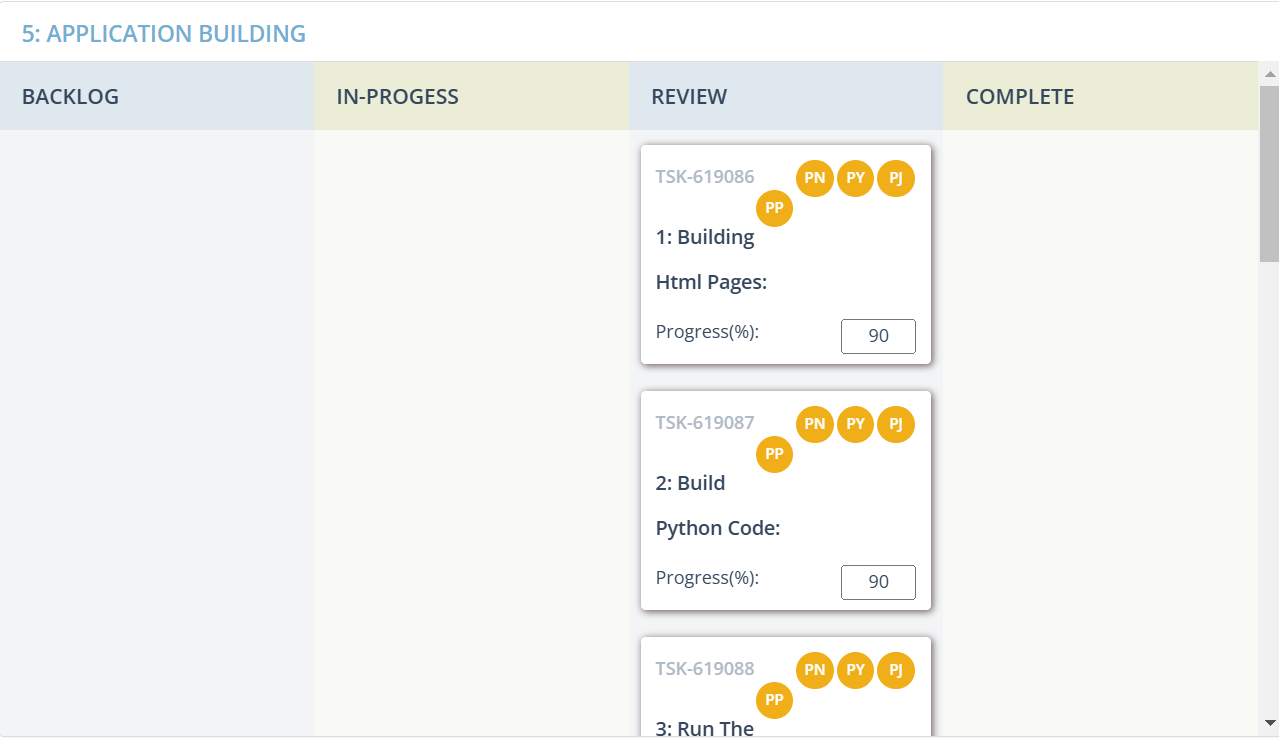 5: APPLICATION BUILDING
BACKLOG
IN-PROGESS
REVIEW
COMPLETE
TSK-619086
PN
PY
PJ
PP
1: Building
Html Pages:
Progress(%):
90
TSK-619087
PN
PY
PJ
PP
2: Build
Python Code:
Progress(%):
90
TSK-619088
PN
PY
PJ
PP
3: Run The